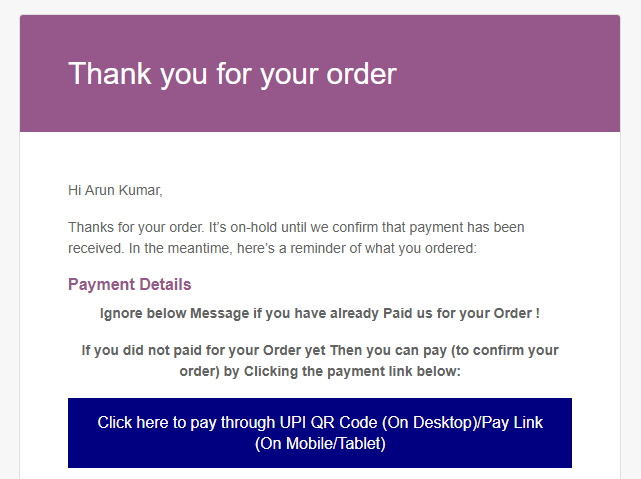 Thank you for your order
Hi Arun Kumar,
Thanks for your order. It’s on-hold until we confirm that payment has been
received. In the meantime, here’s a reminder of what you ordered:
Payment Details
Ignore below Message if you have already Paid us for your Order !
If you did not paid for your Order yet Then you can pay (to confirm your
order) by Clicking the payment link below:
Click here to pay through UPI QR Code (On Desktop)/Pay Link
(On Mobile/Tablet)